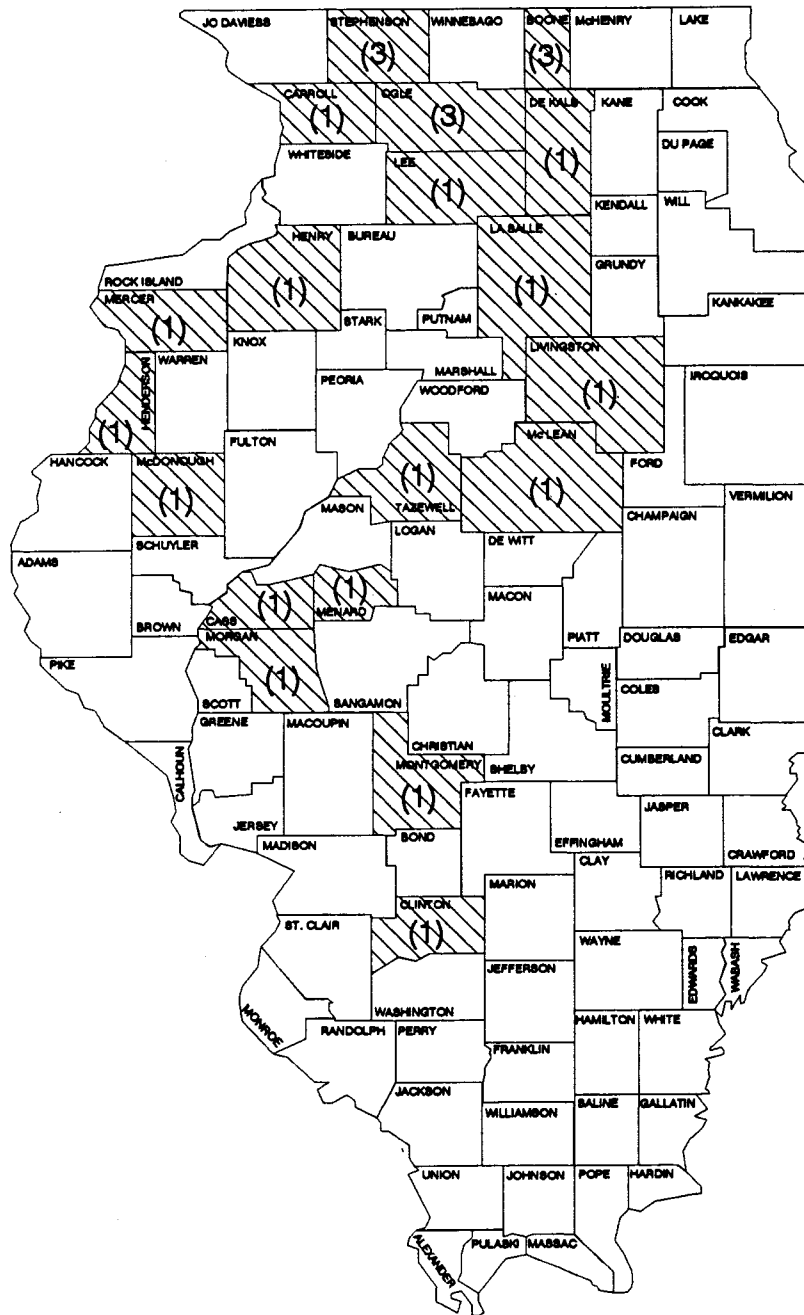 JO DAVIESS
STEPHENSON
(3)
WINNEBAGO
BOONE
(3)
McHENRY
LAKE
CARROLL
(1)
OGLE
(3)
DE KALB
(1)
KANE
COOK
DU PAGE
WHITESIDE
LEE
(1)
KENDALL
WILL
HENRY
(1)
BUREAU
LA SALLE
(1)
GRUNDY
ROCK ISLAND
MERCER
(1)
KANKAKEE
STARK
PUTNAM
KNOX
LIVINGSTON
(1)
WARREN
HENDERSON
(1)
PEORIA
MARSHALL
WOODFORD
IROQUOIS
HANCOCK
McDONOUGH
(1)
FULTON
McLEAN
(1)
FORD
(1)
TAZEWELL
MASON
VERMILION
CHAMPAIGN
LOGAN
DE WITT
SCHUYLER
ADAMS
(1)
CASS
(1)
MENARD
MACON
BROWN
MORGAN
(1)
PIATT
DOUGLAS
EDGAR
PIKE
SCOTT
SANGAMON
MOULTRIE
COLES
GREENE
MACOUPIN
CHRISTIAN
CLARK
CALHOUN
MONTGOMERY
(1)
SHELBY
CUMBERLAND
FAYETTE
JASPER
JERSEY
BOND
EFFINGHAM
MADISON
CLAY
CRAWFORD
RICHLAND
LAWRENCE
MARION
CLINTON
(1)
ST. CLAIR
WAYNE
EDWARDS
WABASH
JEFFERSON
WASHINGTON
MONROE
RANDOLPH
PERRY
HAMILTON
WHITE
FRANKLIN
JACKSON
WILLIAMSON
SALINE
GALLATIN
UNION
JOHNSON
POPE
HARDIN
ALEXANDER
PULASKI
MASSAC